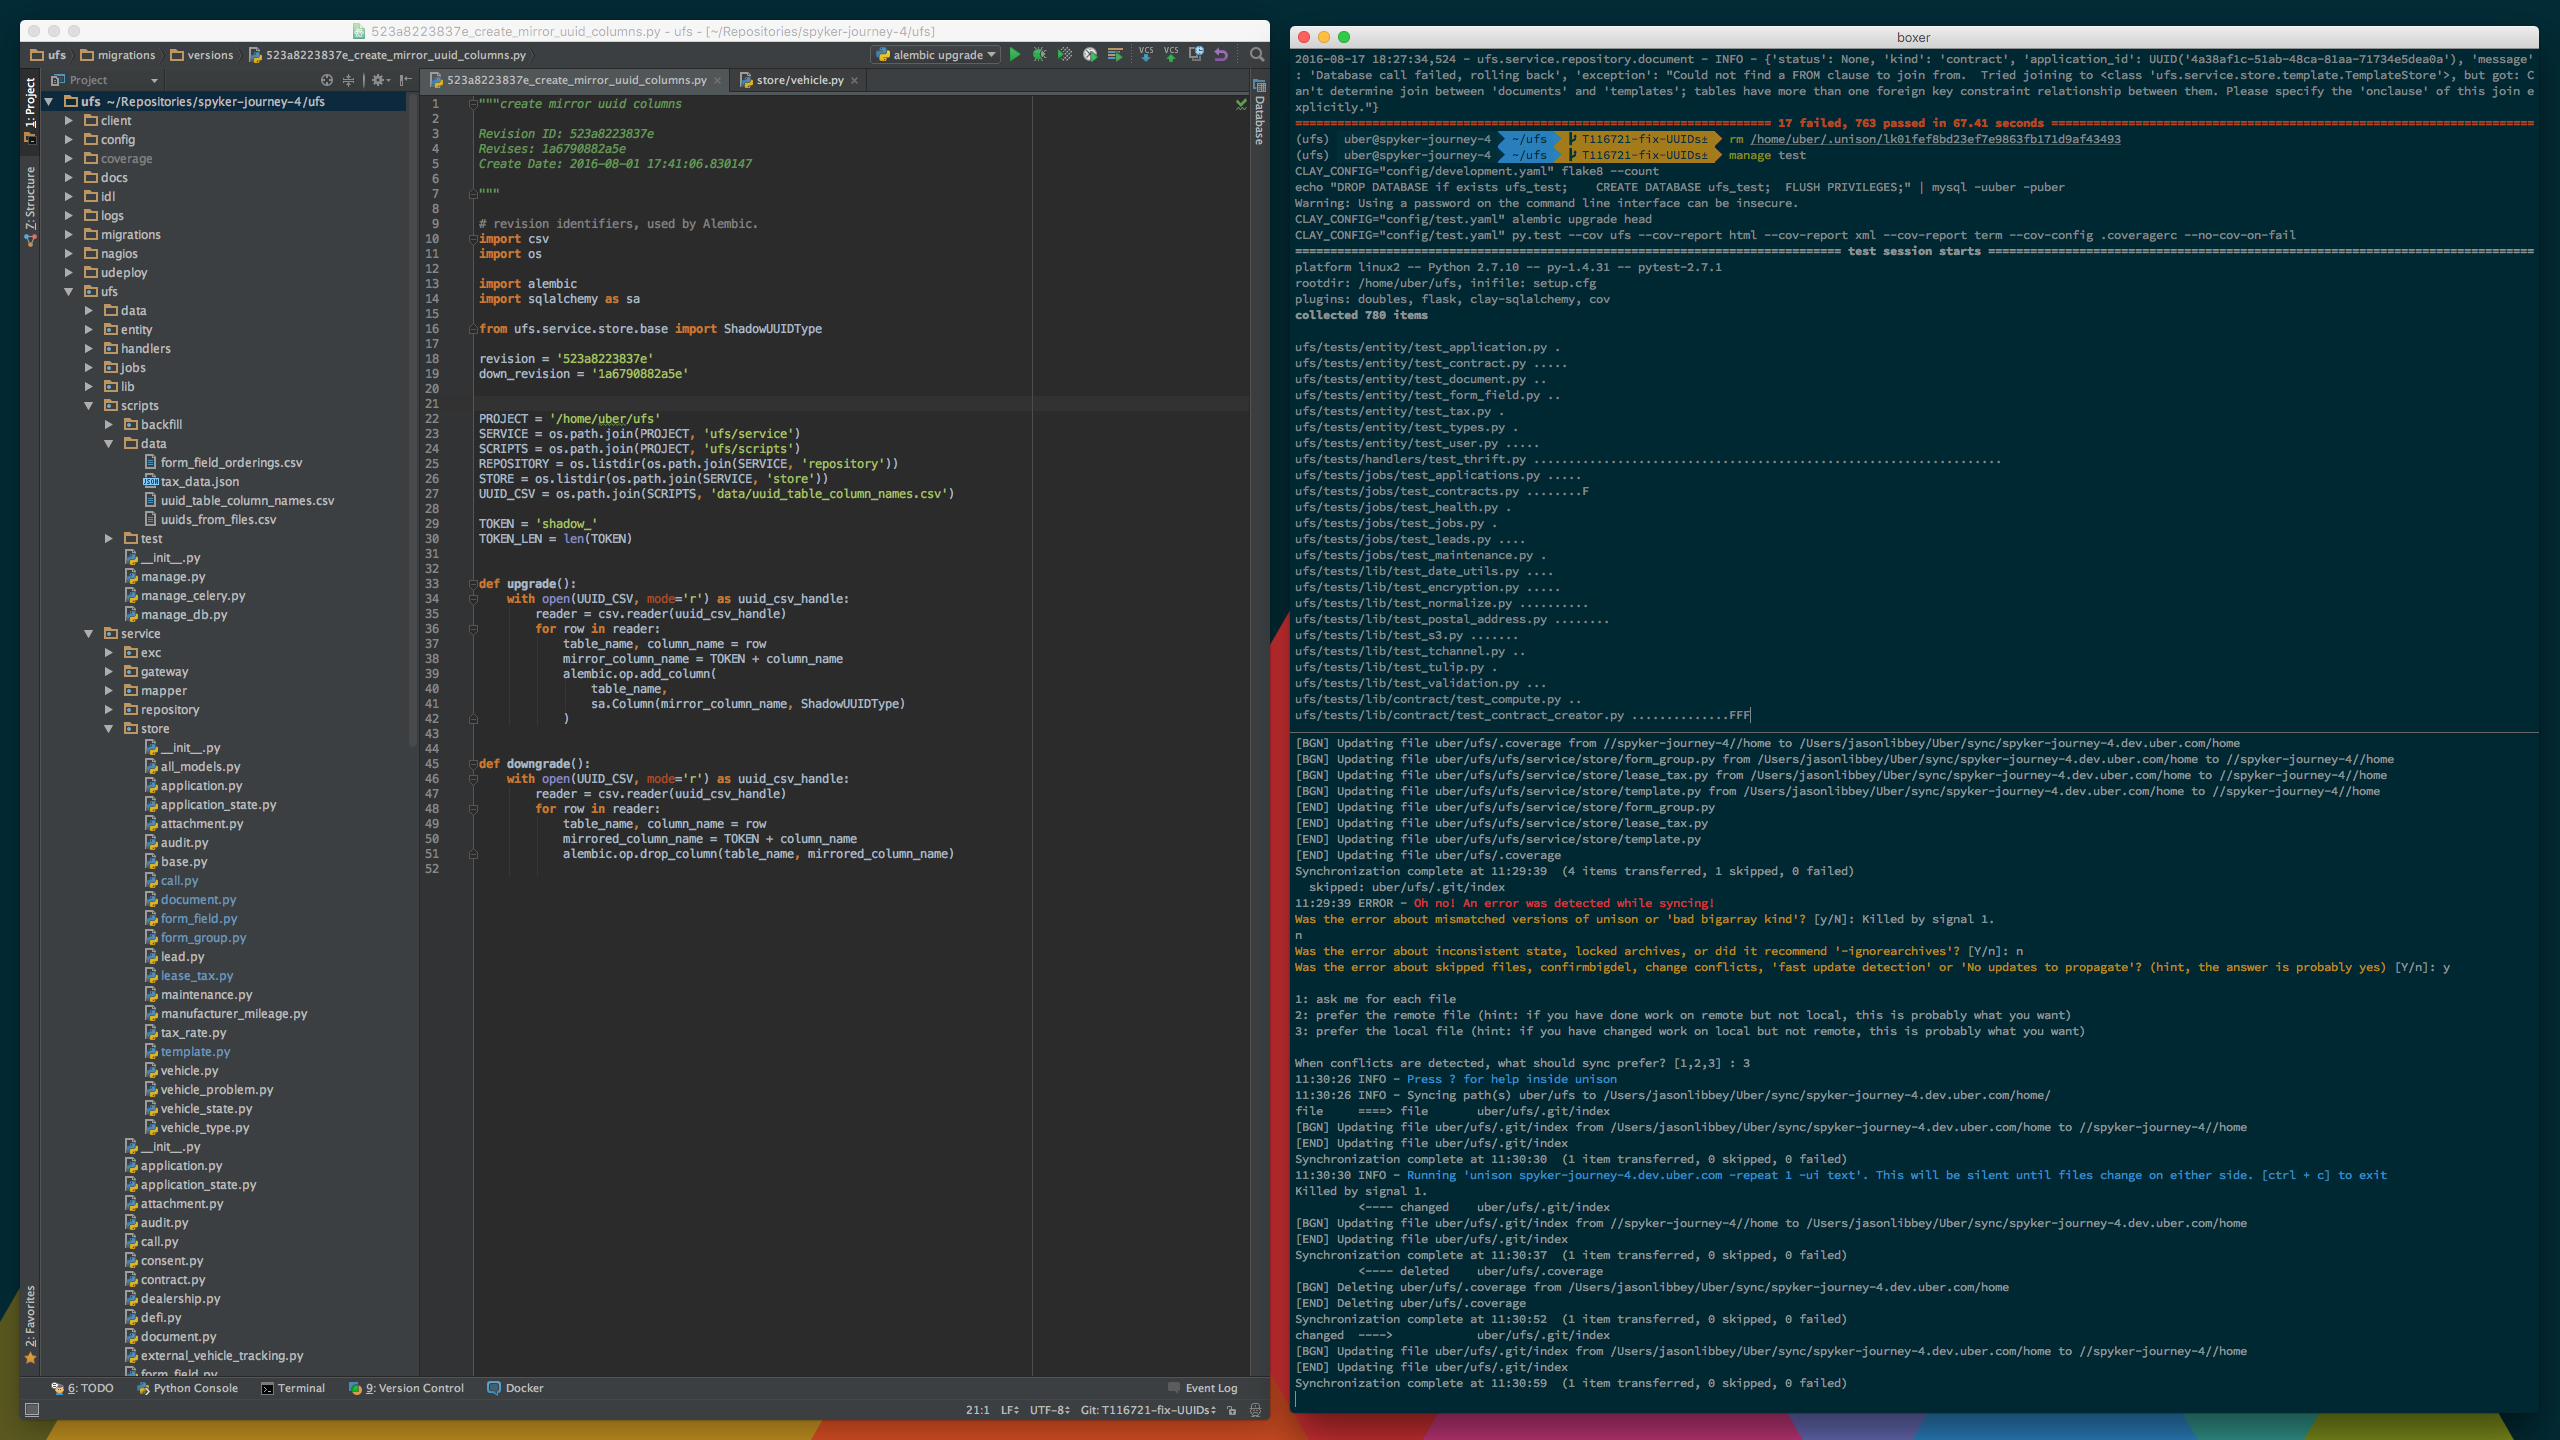 523a8223837e_create_mirror_uuid_columns.py - ufs - [~/Repositories/spyker-journey-4/ufs]
ufs migrations versions 523a8223837e_create_mirror_uuid_columns.py
alembic upgrade
VCS VCS
Project
523a8223837e_create_mirror_uuid_columns.py
store/vehicle.py
1: Project
7: Structure
2: Favorites
Database
ufs ~/Repositories/spyker-journey-4/ufs
client
config
coverage
docs
idl
logs
migrations
nagios
udeploy
ufs
data
entity
handlers
jobs
lib
scripts
backfill
data
form_field_orderings.csv
tax_data.json
uuid_table_column_names.csv
uuids_from_files.csv
test
__init__.py
manage.py
manage_celery.py
manage_db.py
service
exc
gateway
mapper
repository
store
__init__.py
all_models.py
application.py
application_state.py
attachment.py
audit.py
base.py
call.py
document.py
form_field.py
form_group.py
lead.py
lease_tax.py
maintenance.py
manufacturer_mileage.py
tax_rate.py
template.py
vehicle.py
vehicle_problem.py
vehicle_state.py
vehicle_type.py
__init__.py
application.py
application_state.py
attachment.py
audit.py
call.py
consent.py
contract.py
dealership.py
defi.py
document.py
external_vehicle_tracking.py
form_field.py
1 """create mirror uuid columns
2
3 Revision ID: 523a8223837e
4 Revises: 1a6790882a5e
5 Create Date: 2016-08-01 17:41:06.830147
6
7 """
8
9 # revision identifiers, used by Alembic.
10 import csv
11 import os
12
13 import alembic
14 import sqlalchemy as sa
15
16 from ufs.service.store.base import ShadowUUIDType
17
18 revision = '523a8223837e'
19 down_revision = '1a6790882a5e'
20
21
22 PROJECT = '/home/uber/ufs'
23 SERVICE = os.path.join(PROJECT, 'ufs/service')
24 SCRIPTS = os.path.join(PROJECT, 'ufs/scripts')
25 REPOSITORY = os.listdir(os.path.join(SERVICE, 'repository'))
26 STORE = os.listdir(os.path.join(SERVICE, 'store'))
27 UUID_CSV = os.path.join(SCRIPTS, 'data/uuid_table_column_names.csv')
28
29 TOKEN = 'shadow_'
30 TOKEN_LEN = len(TOKEN)
31
32
33 def upgrade():
34 with open(UUID_CSV, mode='r') as uuid_csv_handle:
35 reader = csv.reader(uuid_csv_handle)
36 for row in reader:
37 table_name, column_name = row
38 mirror_column_name = TOKEN + column_name
39 alembic.op.add_column(
40 table_name,
41 sa.Column(mirror_column_name, ShadowUUIDType)
42 )
43
44
45 def downgrade():
46 with open(UUID_CSV, mode='r') as uuid_csv_handle:
47 reader = csv.reader(uuid_csv_handle)
48 for row in reader:
49 table_name, column_name = row
50 mirrored_column_name = TOKEN + column_name
51 alembic.op.drop_column(table_name, mirrored_column_name)
52
6: TODO Python Console Terminal 9: Version Control Docker Event Log
21:1 LF UTF-8 Git: T116721-fix-UUIDs
boxer
2016-08-17 18:27:34,524 - ufs.service.repository.document - INFO - {'status': None, 'kind': 'contract', 'application_id': UUID('4a38af1c-51ab-48ca-81aa-71734e5dea0a'), 'message'
: 'Database call failed, rolling back', 'exception': "Could not find a FROM clause to join from.  Tried joining to <class 'ufs.service.store.template.TemplateStore'>, but got: C
an't determine join between 'documents' and 'templates'; tables have more than one foreign key constraint relationship between them. Please specify the 'onclause' of this join e
xplicitly."}
=================== 17 failed, 763 passed in 67.41 seconds ===================
(ufs) uber@spyker-journey-4 ~/ufs T116721-fix-UUIDs± rm /home/uber/.unison/lk01fef8bd23ef7e9863fb171d9af43493
(ufs) uber@spyker-journey-4 ~/ufs T116721-fix-UUIDs± manage test
CLAY_CONFIG="config/development.yaml" flake8 --count
echo "DROP DATABASE if exists ufs_test;    CREATE DATABASE ufs_test;  FLUSH PRIVILEGES;" | mysql -uuber -puber
Warning: Using a password on the command line interface can be insecure.
CLAY_CONFIG="config/test.yaml" alembic upgrade head
CLAY_CONFIG="config/test.yaml" py.test --cov ufs --cov-report html --cov-report xml --cov-report term --cov-config .coveragerc --no-cov-on-fail
=================== test session starts ===================
platform linux2 -- Python 2.7.10 -- py-1.4.31 -- pytest-2.7.1
rootdir: /home/uber/ufs, inifile: setup.cfg
plugins: doubles, flask, clay-sqlalchemy, cov
collected 780 items
ufs/tests/entity/test_application.py .
ufs/tests/entity/test_contract.py .....
ufs/tests/entity/test_document.py ..
ufs/tests/entity/test_form_field.py ..
ufs/tests/entity/test_tax.py .
ufs/tests/entity/test_types.py .
ufs/tests/entity/test_user.py .....
ufs/tests/handlers/test_thrift.py ...................................................................
ufs/tests/jobs/test_applications.py .....
ufs/tests/jobs/test_contracts.py ........F
ufs/tests/jobs/test_health.py .
ufs/tests/jobs/test_jobs.py .
ufs/tests/jobs/test_leads.py ....
ufs/tests/jobs/test_maintenance.py .
ufs/tests/lib/test_date_utils.py ....
ufs/tests/lib/test_encryption.py .....
ufs/tests/lib/test_normalize.py ..........
ufs/tests/lib/test_postal_address.py ........
ufs/tests/lib/test_s3.py .......
ufs/tests/lib/test_tchannel.py ..
ufs/tests/lib/test_tulip.py .
ufs/tests/lib/test_validation.py ...
ufs/tests/lib/contract/test_compute.py ..
ufs/tests/lib/contract/test_contract_creator.py ..............FFF
[BGN] Updating file uber/ufs/.coverage from //spyker-journey-4//home to /Users/jasonlibbey/Uber/sync/spyker-journey-4.dev.uber.com/home
[BGN] Updating file uber/ufs/ufs/service/store/form_group.py from /Users/jasonlibbey/Uber/sync/spyker-journey-4.dev.uber.com/home to //spyker-journey-4//home
[BGN] Updating file uber/ufs/ufs/service/store/lease_tax.py from /Users/jasonlibbey/Uber/sync/spyker-journey-4.dev.uber.com/home to //spyker-journey-4//home
[BGN] Updating file uber/ufs/ufs/service/store/template.py from /Users/jasonlibbey/Uber/sync/spyker-journey-4.dev.uber.com/home to //spyker-journey-4//home
[END] Updating file uber/ufs/ufs/service/store/form_group.py
[END] Updating file uber/ufs/ufs/service/store/lease_tax.py
[END] Updating file uber/ufs/ufs/service/store/template.py
[END] Updating file uber/ufs/.coverage
Synchronization complete at 11:29:39  (4 items transferred, 1 skipped, 0 failed)
skipped: uber/ufs/.git/index
11:29:39 ERROR - Oh no! An error was detected while syncing!
Was the error about mismatched versions of unison or 'bad bigarray kind'? [y/N]: Killed by signal 1.
n
Was the error about inconsistent state, locked archives, or did it recommend '-ignorearchives'? [Y/n]: n
Was the error about skipped files, confirmbigdel, change conflicts, 'fast update detection' or 'No updates to propagate'? (hint, the answer is probably yes) [Y/n]: y
1: ask me for each file
2: prefer the remote file (hint: if you have done work on remote but not local, this is probably what you want)
3: prefer the local file (hint: if you have changed work on local but not remote, this is probably what you want)
When conflicts are detected, what should sync prefer? [1,2,3] : 3
11:30:26 INFO - Press ? for help inside unison
11:30:26 INFO - Syncing path(s) uber/ufs to /Users/jasonlibbey/Uber/sync/spyker-journey-4.dev.uber.com/home/
file     ====> file       uber/ufs/.git/index
[BGN] Updating file uber/ufs/.git/index from /Users/jasonlibbey/Uber/sync/spyker-journey-4.dev.uber.com/home to //spyker-journey-4//home
[END] Updating file uber/ufs/.git/index
Synchronization complete at 11:30:30  (1 item transferred, 0 skipped, 0 failed)
11:30:30 INFO - Running 'unison spyker-journey-4.dev.uber.com -repeat 1 -ui text'. This will be silent until files change on either side. [ctrl + c] to exit
Killed by signal 1.
<---- changed    uber/ufs/.git/index
[BGN] Updating file uber/ufs/.git/index from //spyker-journey-4//home to /Users/jasonlibbey/Uber/sync/spyker-journey-4.dev.uber.com/home
[END] Updating file uber/ufs/.git/index
Synchronization complete at 11:30:37  (1 item transferred, 0 skipped, 0 failed)
<---- deleted    uber/ufs/.coverage
[BGN] Deleting uber/ufs/.coverage from /Users/jasonlibbey/Uber/sync/spyker-journey-4.dev.uber.com/home
[END] Deleting uber/ufs/.coverage
Synchronization complete at 11:30:52  (1 item transferred, 0 skipped, 0 failed)
changed  ---->            uber/ufs/.git/index
[BGN] Updating file uber/ufs/.git/index from /Users/jasonlibbey/Uber/sync/spyker-journey-4.dev.uber.com/home to //spyker-journey-4//home
[END] Updating file uber/ufs/.git/index
Synchronization complete at 11:30:59  (1 item transferred, 0 skipped, 0 failed)